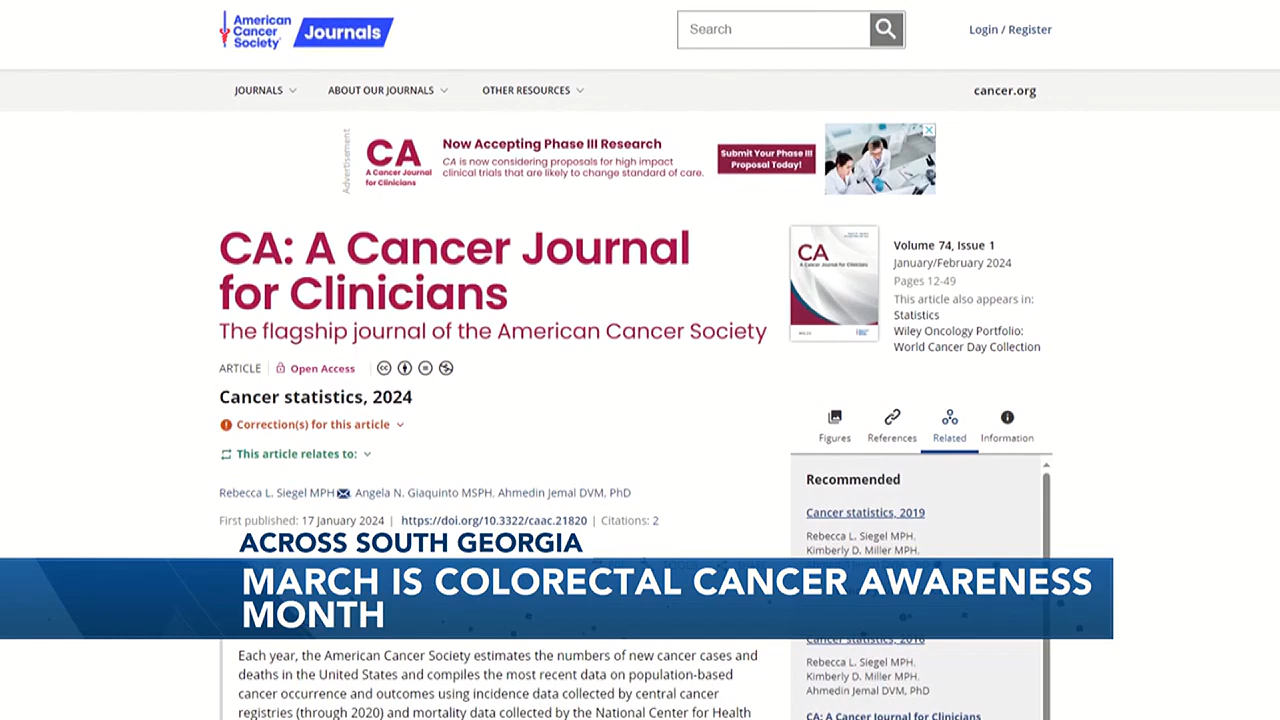 American
Cancer
Society
Journals
Search
Login / Register
JOURNALS
ABOUT OUR JOURNALS
OTHER RESOURCES
cancer.org
Advertisement
CA
A Cancer Journal
for Clinicians
Now Accepting Phase III Research
CA is now considering proposals for high impact
clinical trials that are likely to change standard of care.
Submit Your Phase III
Proposal Today!
CA: A Cancer Journal
for Clinicians
The flagship journal of the American Cancer Society
CA
A Cancer Journal for Clinicians
Volume 74, Issue 1
January/February 2024
Pages 12-49
This article also appears in:
Statistics
Wiley Oncology Portfolio:
World Cancer Day Collection
ARTICLE
Open Access
Cancer statistics, 2024
Correction(s) for this article
This article relates to:
Rebecca L. Siegel MPH, Angela N. Giaquinto MSPH, Ahmedin Jemal DVM, PhD
First published: 17 January 2024 | https://doi.org/10.3322/caac.21820 | Citations: 2
Figures
References
Related
Information
Recommended
Cancer statistics, 2019
Rebecca L. Siegel MPH,
Kimberly D. Miller MPH,
ACROSS SOUTH GEORGIA
MARCH IS COLORECTAL CANCER AWARENESS
MONTH
Cancer statistics, 2016
Rebecca L. Siegel MPH,
Kimberly D. Miller MPH,
Ahmedin Jemal DVM, PhD
CA: A Cancer Journal for Clinicians
Each year, the American Cancer Society estimates the numbers of new cancer cases and
deaths in the United States and compiles the most recent data on population-based
cancer occurrence and outcomes using incidence data collected by central cancer
registries (through 2020) and mortality data collected by the National Center for Health